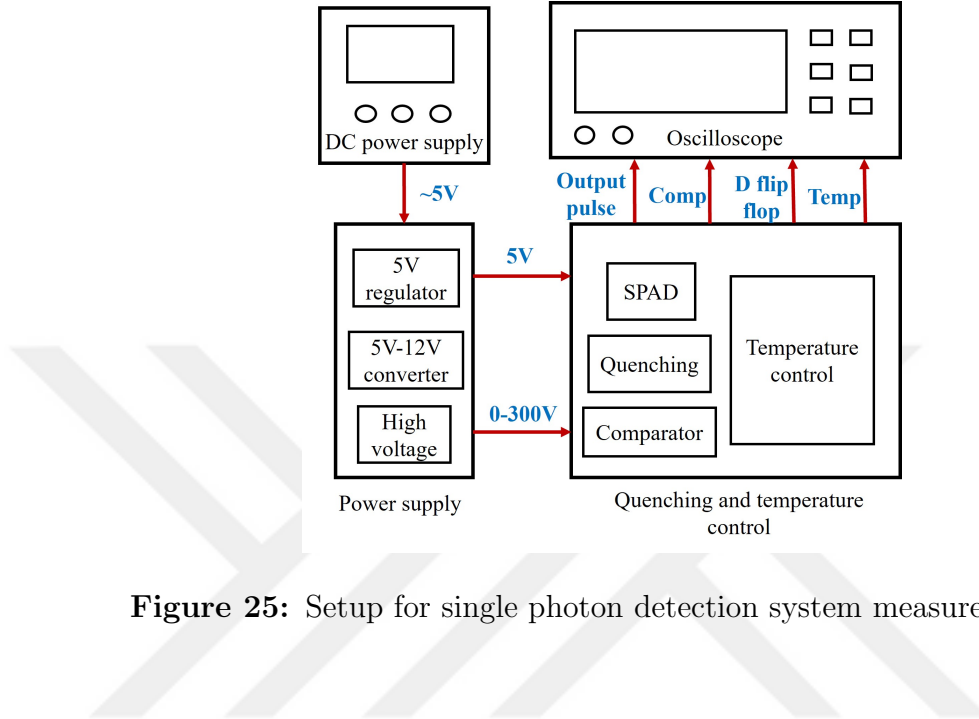 DC power supply
Oscilloscope
~5V
Output
pulse
Comp
D flip
flop
Temp
5V
regulator
5V-12V
converter
High
voltage
Power supply
5V
0-300V
SPAD
Quenching
Comparator
Temperature
control
Quenching and temperature
control
Figure 25: Setup for single photon detection system measure